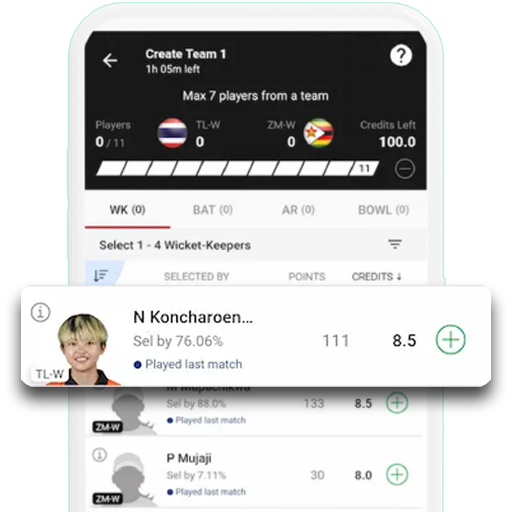 Create Team 1
?
1h 05m left
Max 7 players from a team
Players
TL-W
ZM-W
Credits Left
0 / 11
0
0
100.0
11
WK (0)
BAT (0)
AR (0)
BOWL (0)
Select 1 - 4 Wicket-Keepers
SELECTED BY
POINTS
CREDITS ↓
i
N Koncharoen...
Sel by 76.06%
111
8.5
Played last match
TL-W
M Mupachikwa
Sel by 88.0%
133
8.5
Played last match
ZM-W
i
P Mujaji
Sel by 7.11%
30
8.0
Played last match
ZM-W